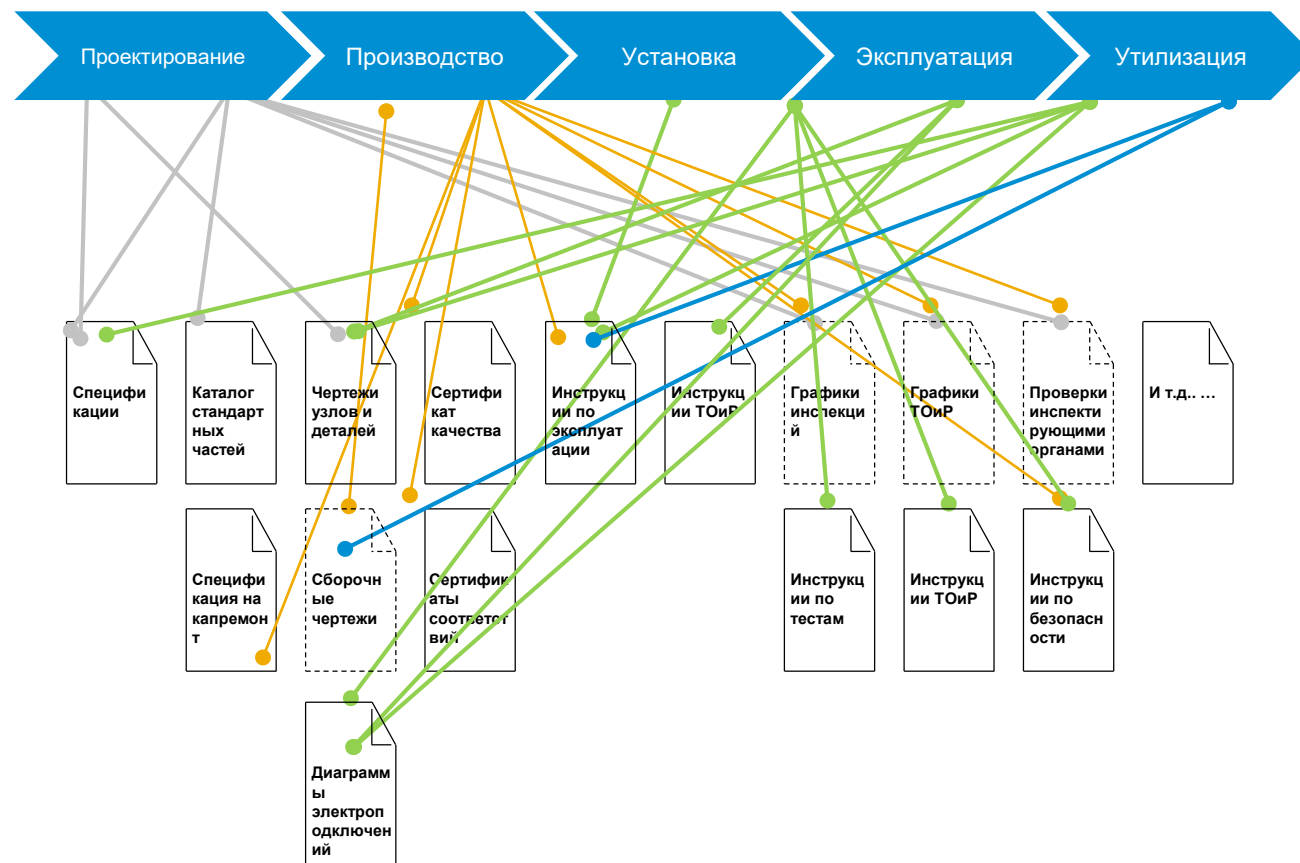 Проектирование
Производство
Установка
Эксплуатация
Утилизация
Специфи
кации
Каталог
стандарт
ных
частей
Чертежи
узлов и
деталей
Сертифи
кат
качества
Инструкц
ии по
эксплуат
ации
Инструкц
ии ТОиР
Графики
инспекци
й
Графики
ТОиР
Проверки
инспекти
рующими
органами
И т.д.. …
Специфи
кация на
капремон
т
Сборочн
ые
чертежи
Сертифик
аты
соответст
вий
Инструкц
ии по
тестам
Инструкц
ии ТОиР
Инструкц
ии по
безопасн
ости
Диаграмм
ы
электроп
одключен
ий